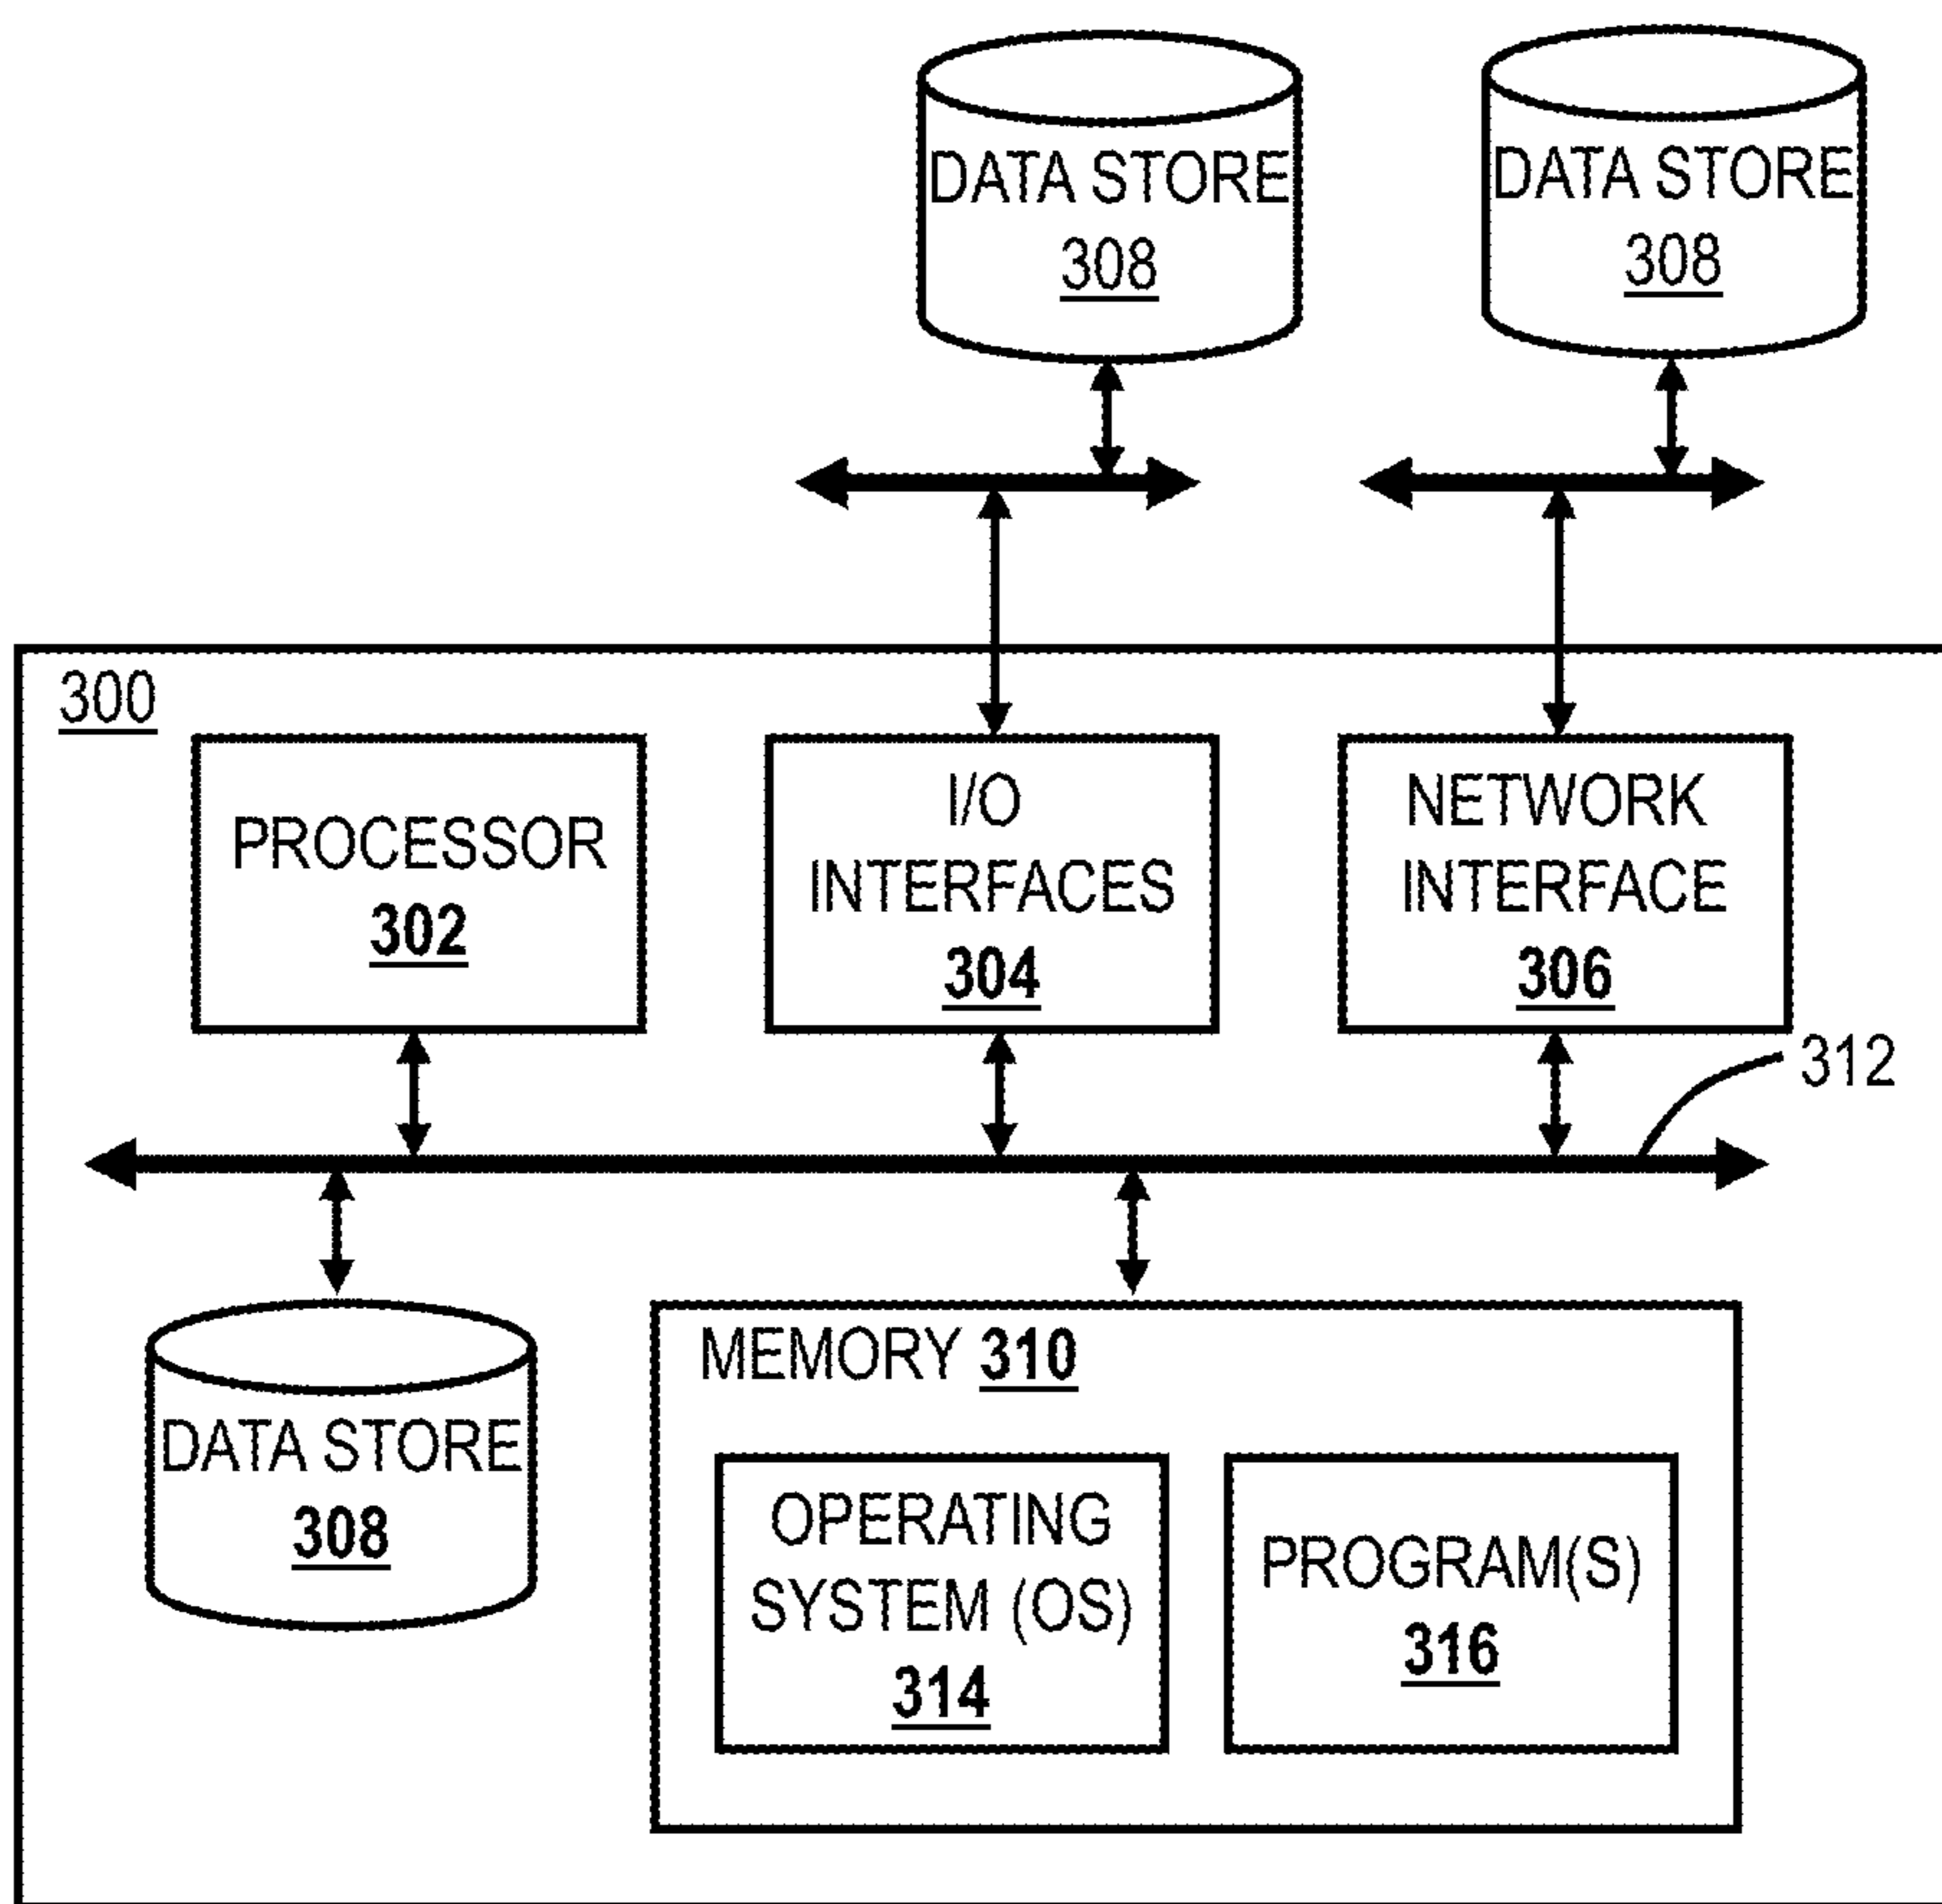 DATA STORE
308
DATA STORE
308
300
PROCESSOR
302
I/O
INTERFACES
304
NETWORK
INTERFACE
306
312
DATA STORE
308
MEMORY 310
OPERATING
SYSTEM (OS)
314
PROGRAM(S)
316